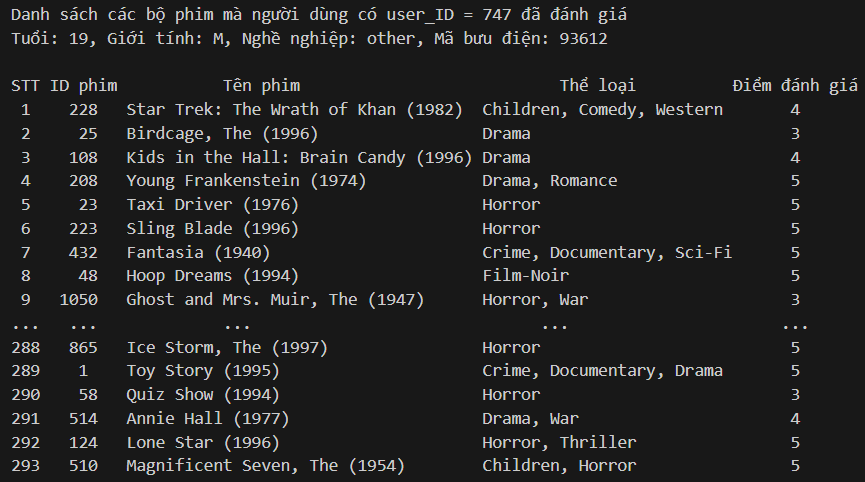 Danh sách các bộ phim mà người dùng có user_ID = 747 đã đánh giá
Tuổi: 19, Giới tính: M, Nghề nghiệp: other, Mã bưu điện: 93612
STT ID phim Tên phim Thể loại Điểm đánh giá
1 228 Star Trek: The Wrath of Khan (1982) Children, Comedy, Western 4
2 25 Birdcage, The (1996) Drama 3
3 108 Kids in the Hall: Brain Candy (1996) Drama 4
4 208 Young Frankenstein (1974) Drama, Romance 5
5 23 Taxi Driver (1976) Horror 5
6 223 Sling Blade (1996) Horror 5
7 432 Fantasia (1940) Crime, Documentary, Sci-Fi 5
8 48 Hoop Dreams (1994) Film-Noir 5
9 1050 Ghost and Mrs. Muir, The (1947) Horror, War 3
... ... ... ... ...
288 865 Ice Storm, The (1997) Horror 5
289 1 Toy Story (1995) Crime, Documentary, Drama 5
290 58 Quiz Show (1994) Horror 3
291 514 Annie Hall (1977) Drama, War 4
292 124 Lone Star (1996) Horror, Thriller 5
293 510 Magnificent Seven, The (1954) Children, Horror 5